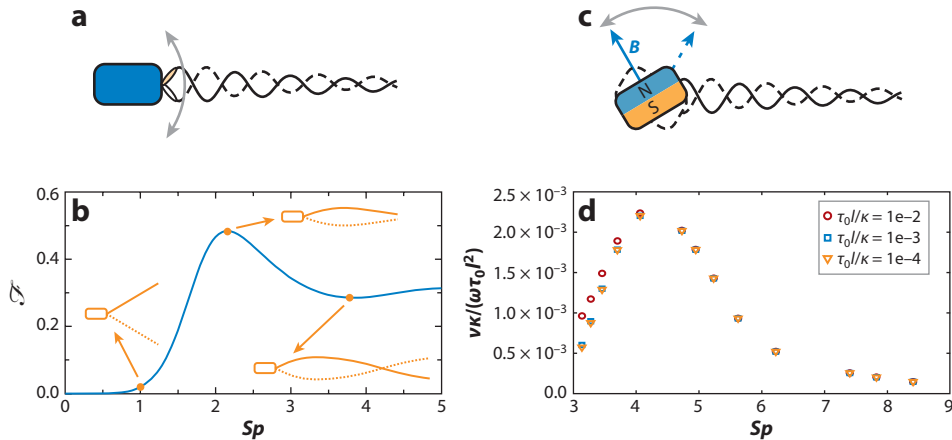 a
c
B
N
S
b
0.6
0.4
0.2
0.0
ℱ
0
1
2
3
4
5
Sp
d
2.5 × 10⁻³
2.0 × 10⁻³
1.5 × 10⁻³
1.0 × 10⁻³
0.5 × 10⁻³
νκ/(ωτ₀l²)
τ₀l/κ = 1e–2
τ₀l/κ = 1e–3
τ₀l/κ = 1e–4
3
4
5
6
7
8
9
Sp